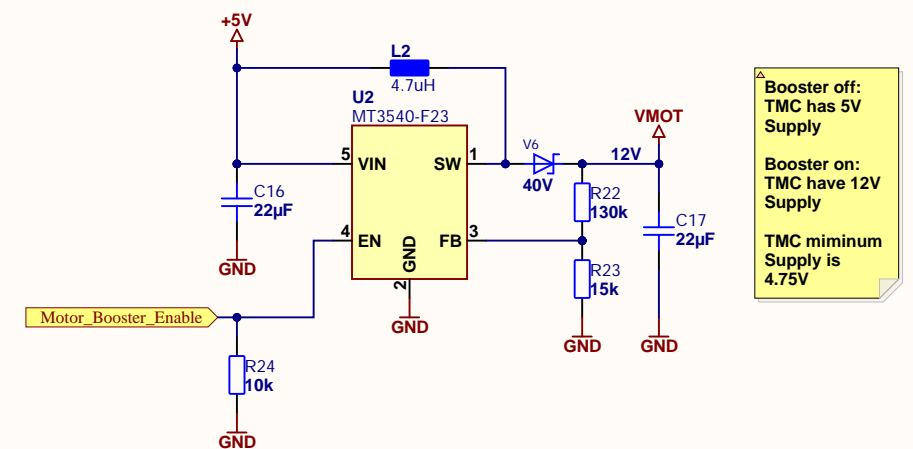 +5V
L2
4.7uH
U2
MT3540-F23
5
VIN
SW
1
V6
40V
12V
VMOT
C16
22µF
GND
4
EN
FB
3
GND
2
GND
R22
130k
R23
15k
GND
C17
22µF
GND
Motor_Booster_Enable
R24
10k
GND
Booster off:
TMC has 5V
Supply
Booster on:
TMC have 12V
Supply
TMC miminum
Supply is
4.75V